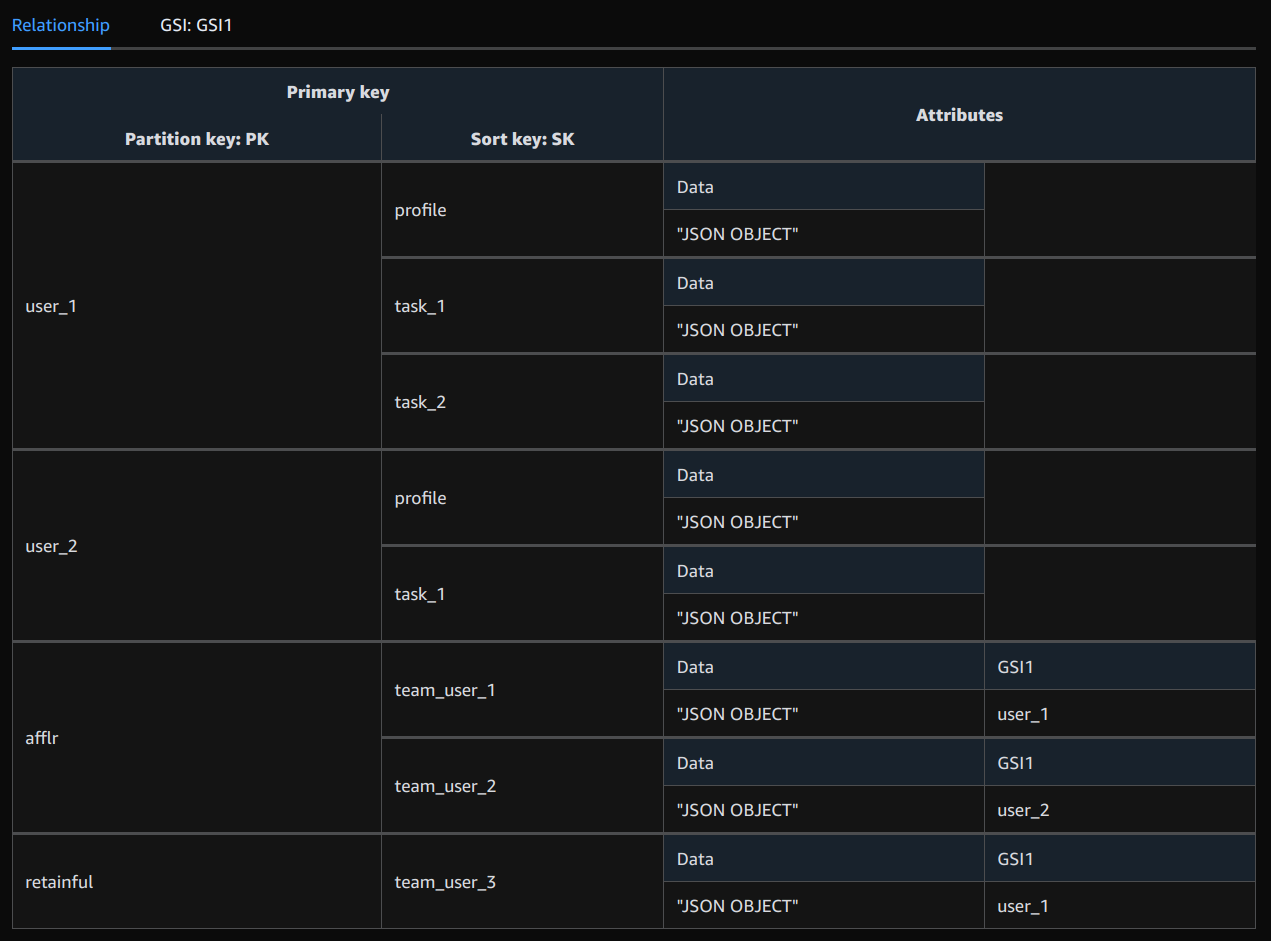 Relationship GSI: GSI1
Primary key
Attributes
Partition key: PK Sort key: SK
user_1
profile
Data
"JSON OBJECT"
task_1
Data
"JSON OBJECT"
task_2
Data
"JSON OBJECT"
user_2
profile
Data
"JSON OBJECT"
task_1
Data
"JSON OBJECT"
afflr
team_user_1
Data GSI1
"JSON OBJECT" user_1
team_user_2
Data GSI1
"JSON OBJECT" user_2
retainful
team_user_3
Data GSI1
"JSON OBJECT" user_1